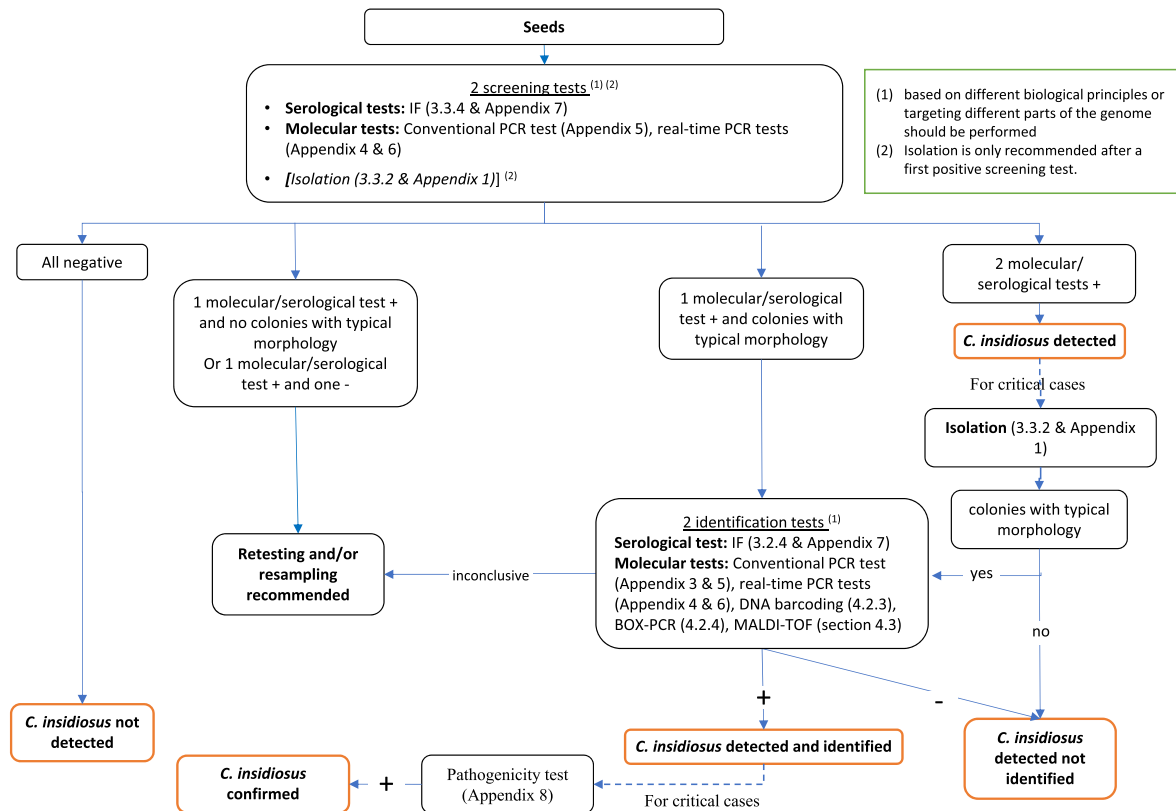 Seeds
2 screening tests (1) (2)
• Serological tests: IF (3.3.4 & Appendix 7)
• Molecular tests: Conventional PCR test (Appendix 5), real-time PCR tests
(Appendix 4 & 6)
• [Isolation (3.3.2 & Appendix 1)] (2)
(1) based on different biological principles or
targeting different parts of the genome
should be performed
(2) Isolation is only recommended after a
first positive screening test.
All negative
1 molecular/serological test +
and no colonies with typical
morphology
Or 1 molecular/serological
test + and one -
1 molecular/serological
test + and colonies with
typical morphology
2 molecular/
serological tests +
C. insidiosus detected
For critical cases
Isolation (3.3.2 & Appendix
1)
colonies with typical
morphology
yes
no
2 identification tests (1)
Serological test: IF (3.2.4 & Appendix 7)
Molecular tests: Conventional PCR test
(Appendix 3 & 5), real-time PCR tests
(Appendix 4 & 6), DNA barcoding (4.2.3),
BOX-PCR (4.2.4), MALDI-TOF (section 4.3)
inconclusive
Retesting and/or
resampling
recommended
+
-
C. insidiosus not
detected
C. insidiosus detected and identified
C. insidiosus
detected not
identified
For critical cases
Pathogenicity test
(Appendix 8)
+
C. insidiosus
confirmed